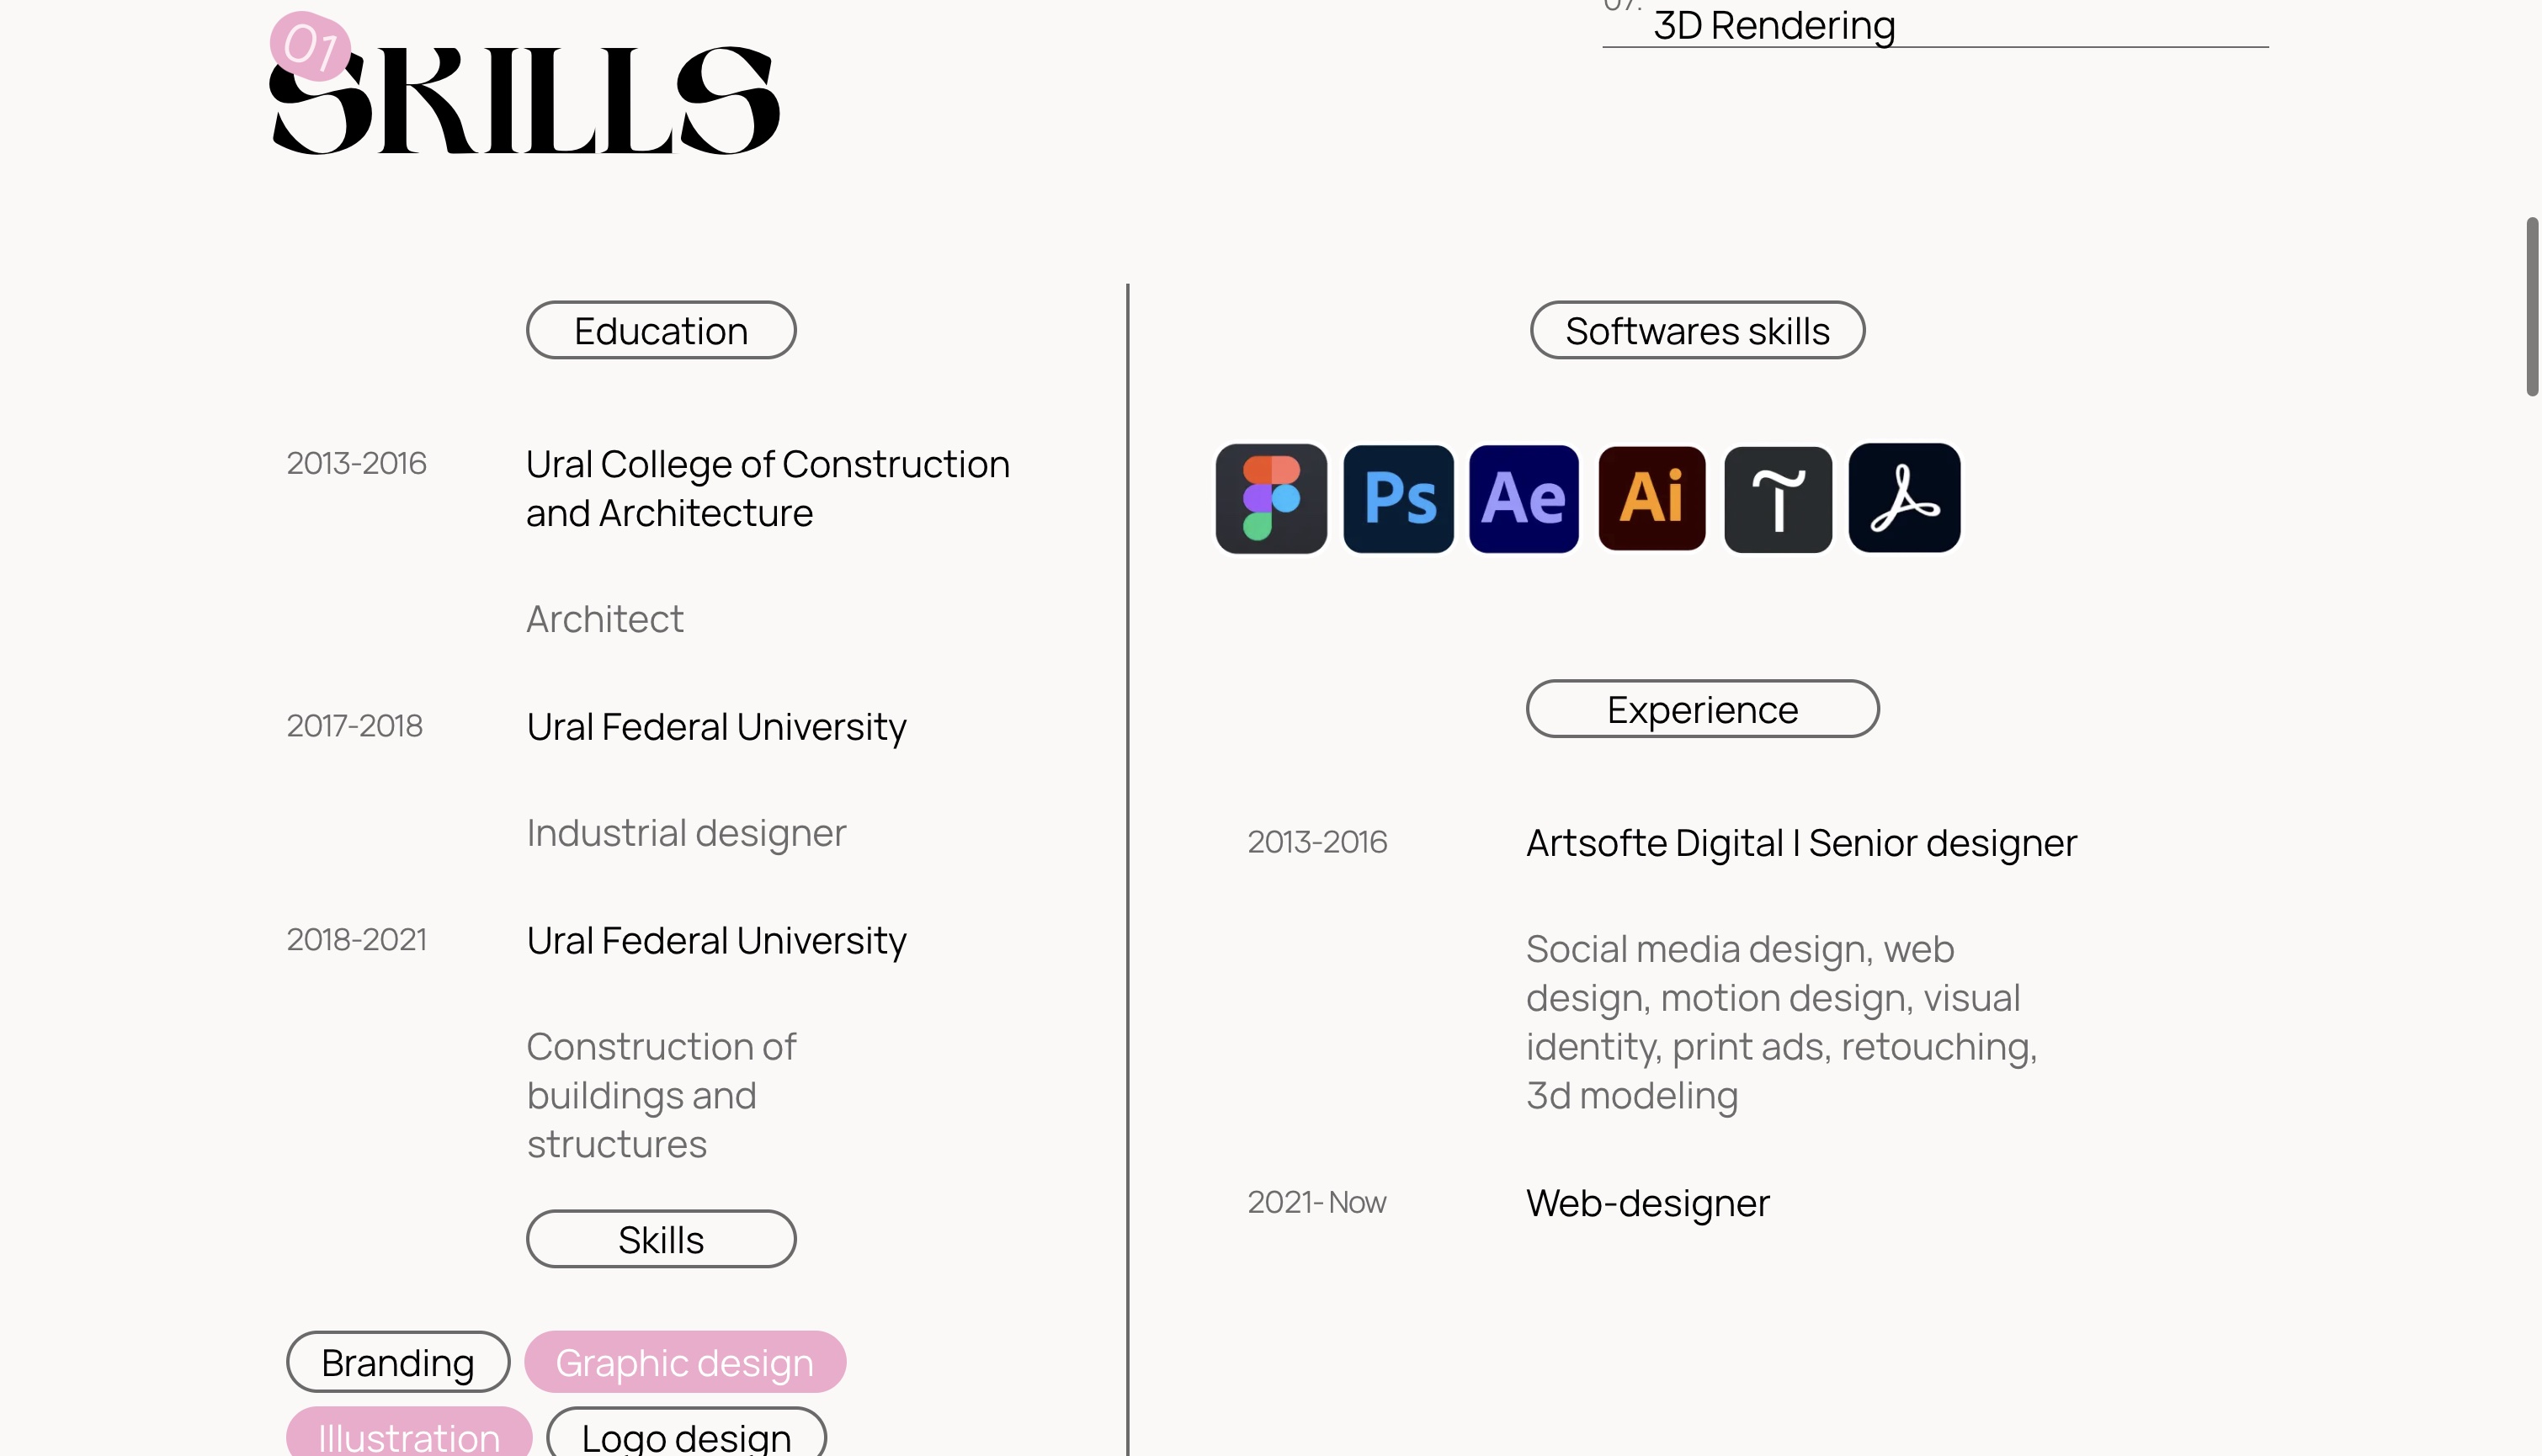 07.
3D Rendering
01
SKILLS
Education
2013-2016
Ural College of Construction
and Architecture
Architect
2017-2018
Ural Federal University
Industrial designer
2018-2021
Ural Federal University
Construction of
buildings and
structures
Skills
Branding
Graphic design
Illustration
Logo design
Softwares skills
Ps
Ae
Ai
Experience
2013-2016
Artsofte Digital I Senior designer
Social media design, web
design, motion design, visual
identity, print ads, retouching,
3d modeling
2021- Now
Web-designer